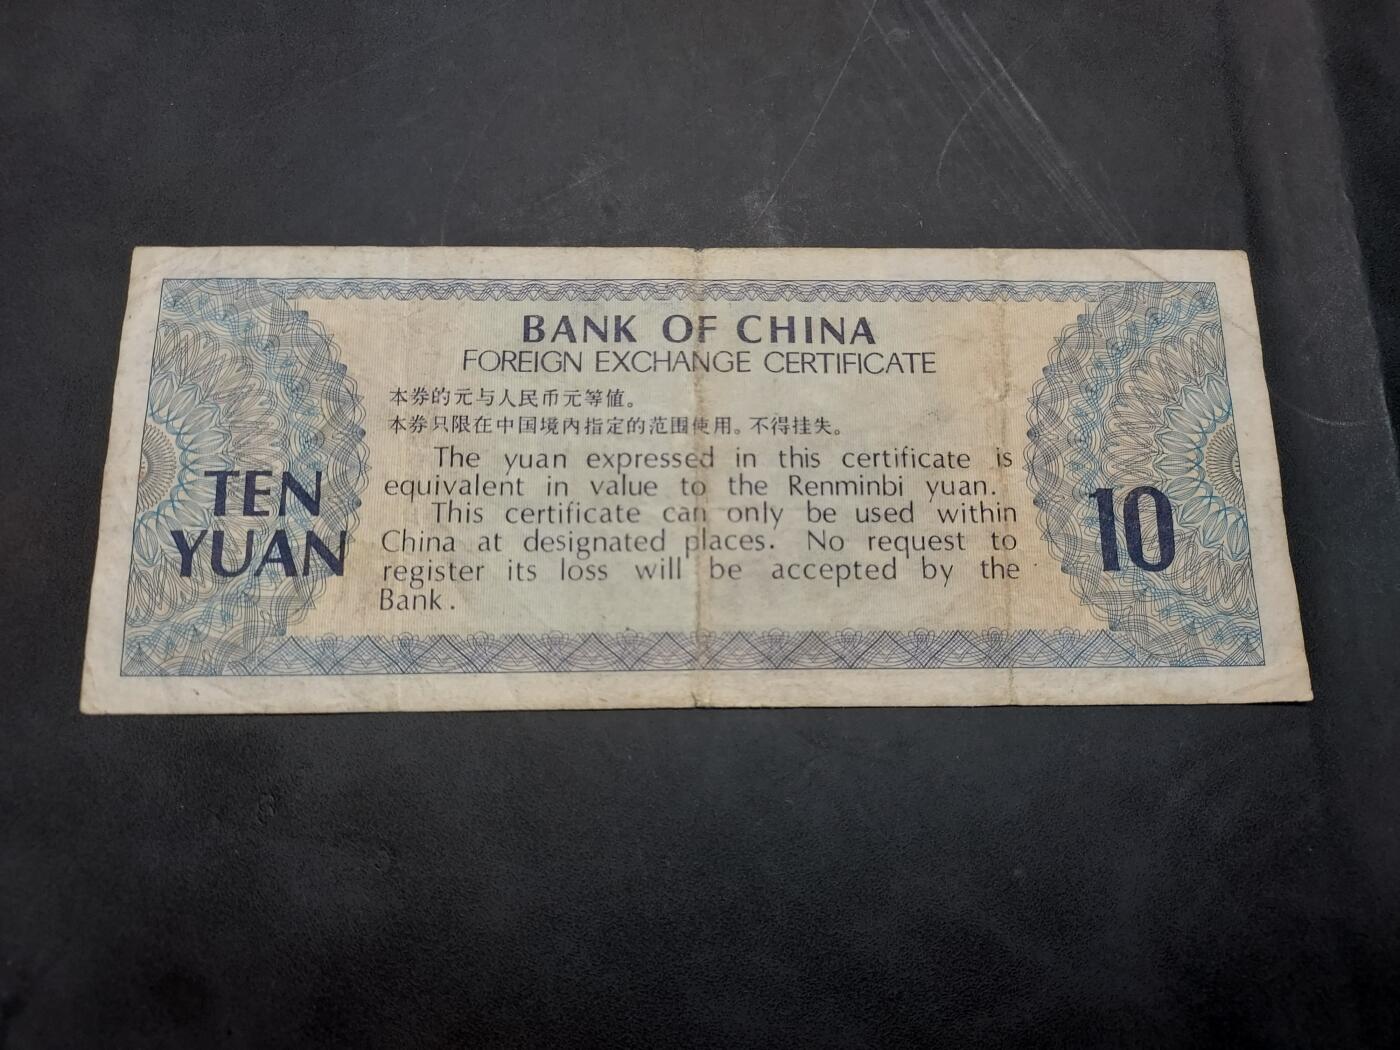 BANK OF CHINA
FOREIGN EXCHANGE CERTIFICATE
本券的元与人民币元等值。
本券只限在中国境内指定的范围使用。不得挂失。
The yuan expressed in this certificate is
equivalent in value to the Renminbi yuan.
This certificate can only be used within
China at designated places. No request to
register its loss will be accepted by the
Bank.
TEN
YUAN
10